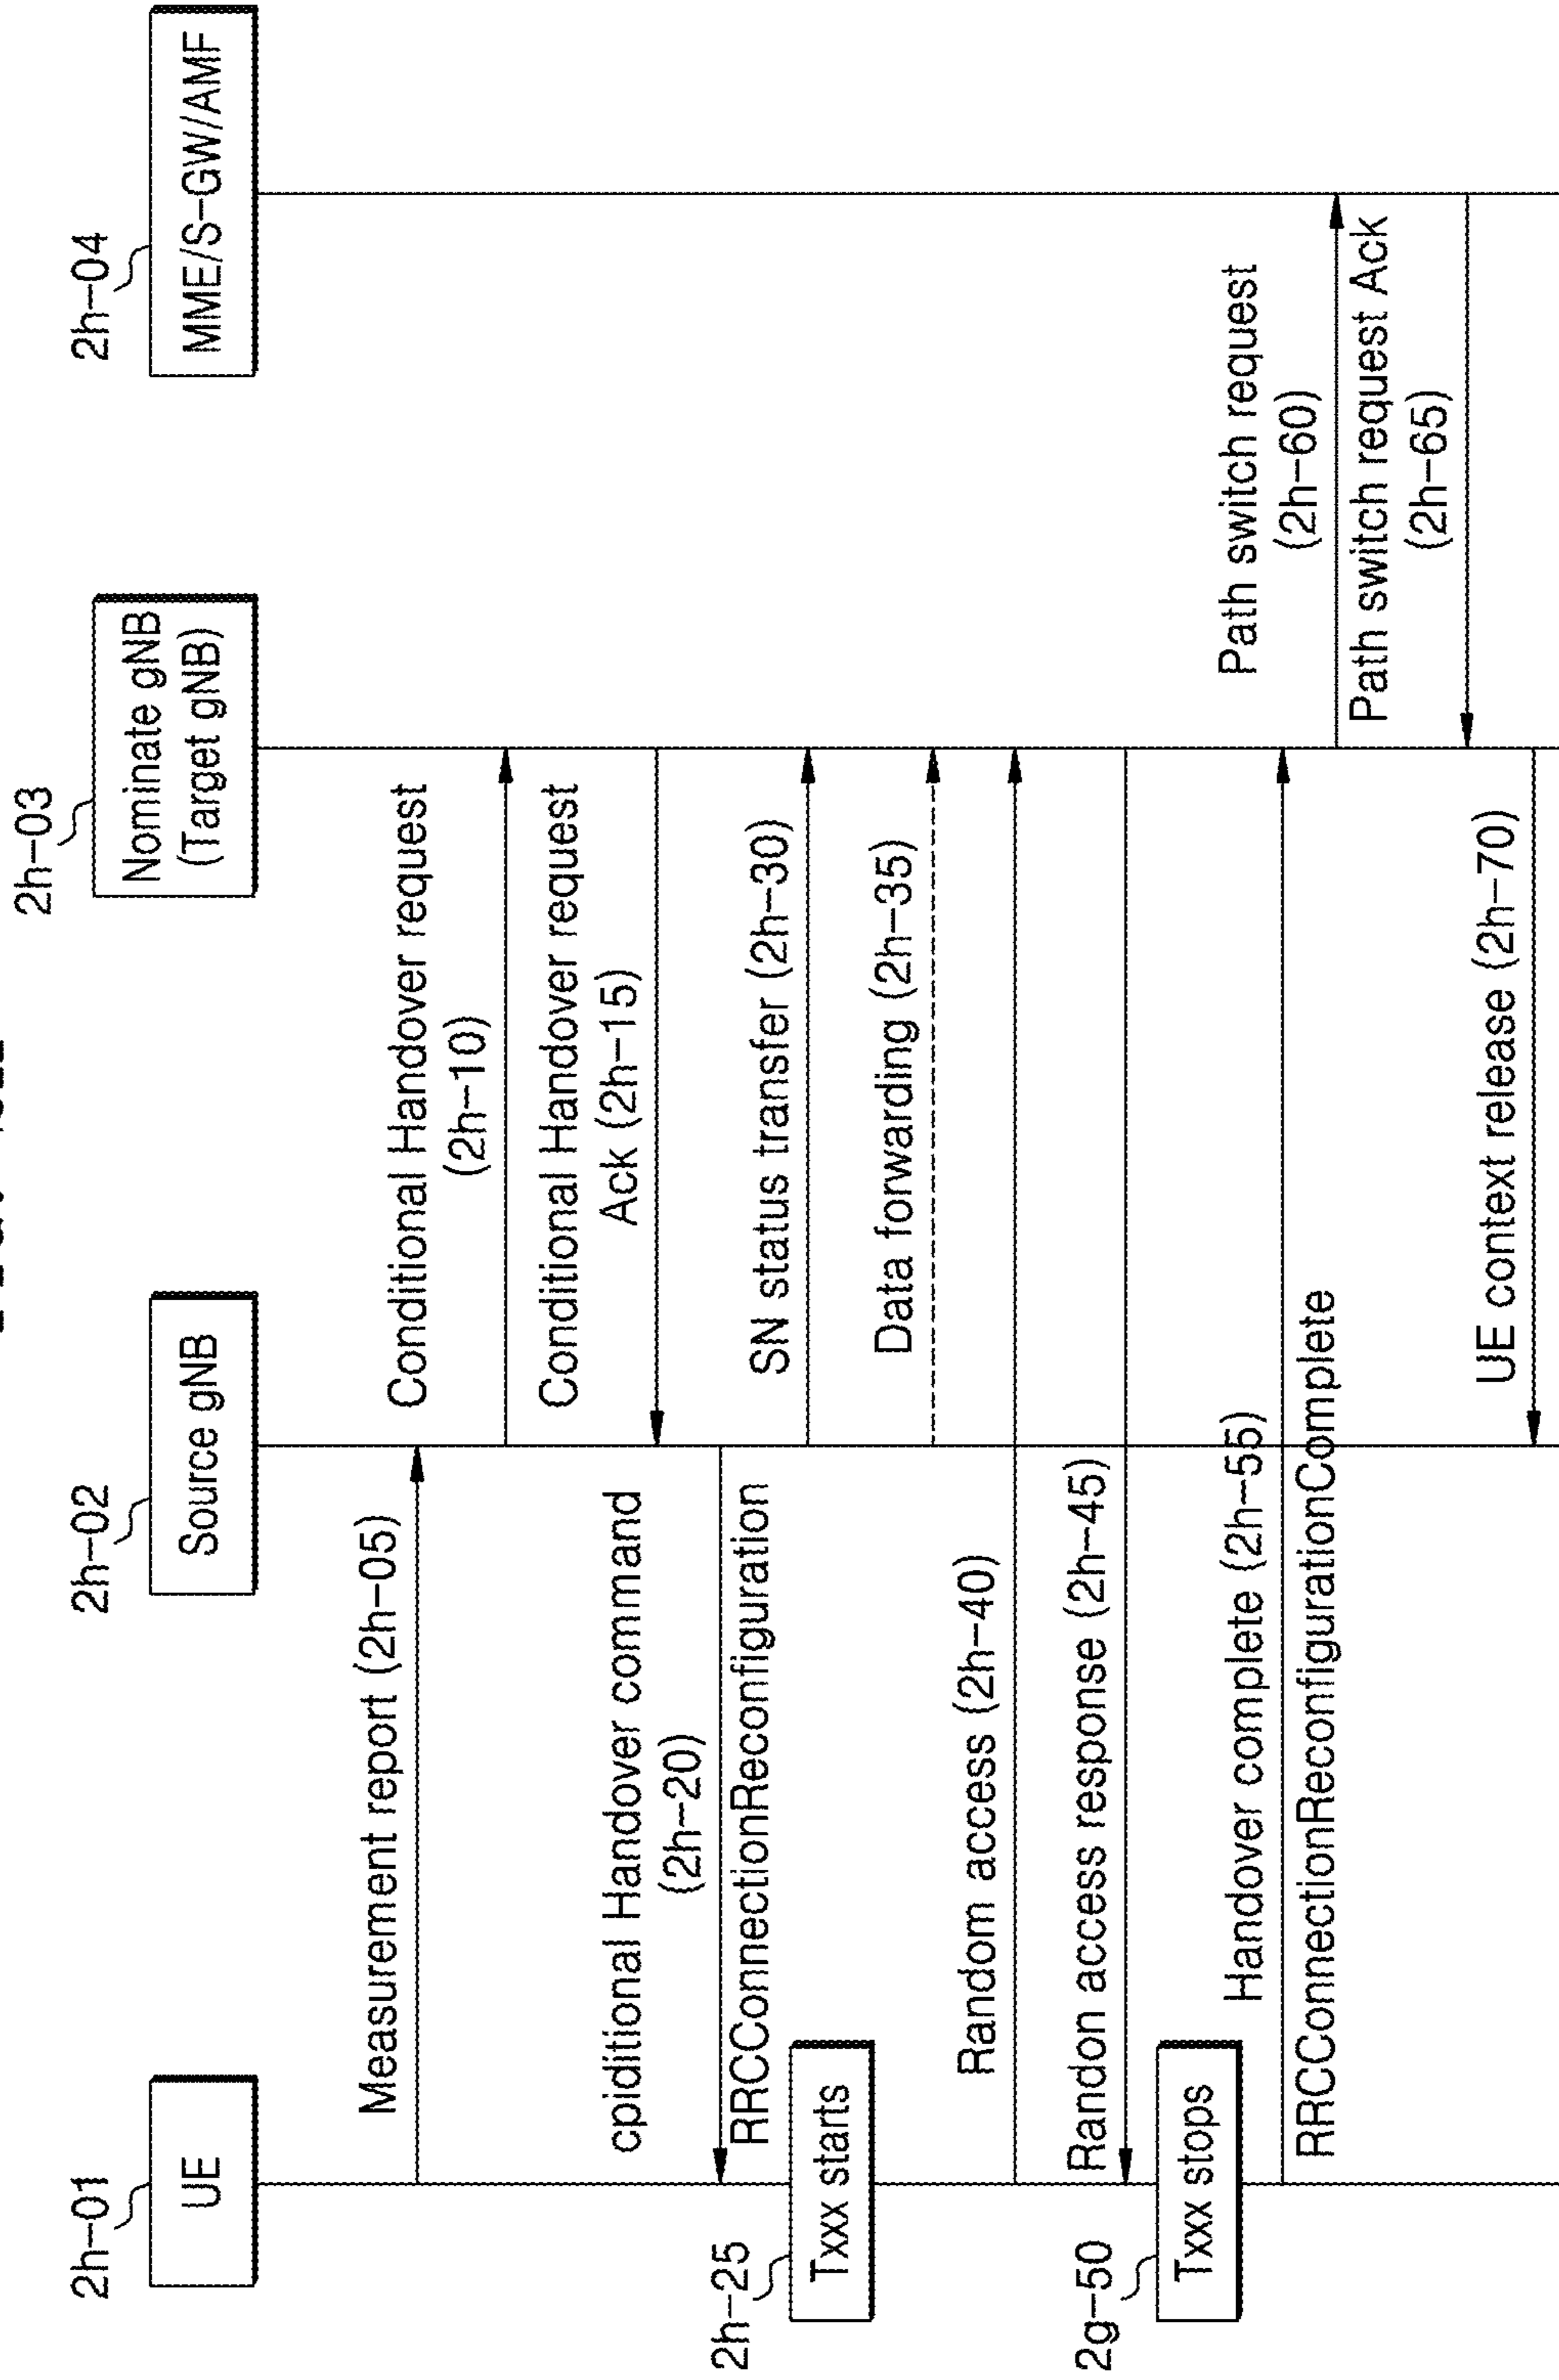 2h-01
UE
2h-02
Source gNB
2h-03
Nominate gNB
(Target gNB)
2h-04
MME/S-GW/AMF
Measurement report (2h-05)
Conditional Handover request
(2h-10)
Conditional Handover request
Ack (2h-15)
cpiditional Handover command
(2h-20)
RRCConnectionReconfiguration
2h-25
Txxx starts
SN status transfer (2h-30)
Data forwarding (2h-35)
Random access (2h-40)
Randon access response (2h-45)
2g-50
Txxx stops
Handover complete (2h-55)
RRCConnectionReconfigurationComplete
Path switch request
(2h-60)
Path switch request Ack
(2h-65)
UE context release (2h-70)